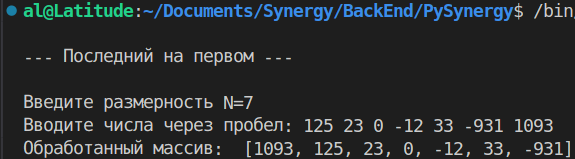 al@Latitude:~/Documents/Synergy/BackEnd/PySynergy$ /bin
--- Последний на первом ---
Введите размерность N=7
Вводите числа через пробел: 125 23 0 -12 33 -931 1093
Обработанный массив:  [1093, 125, 23, 0, -12, 33, -931]